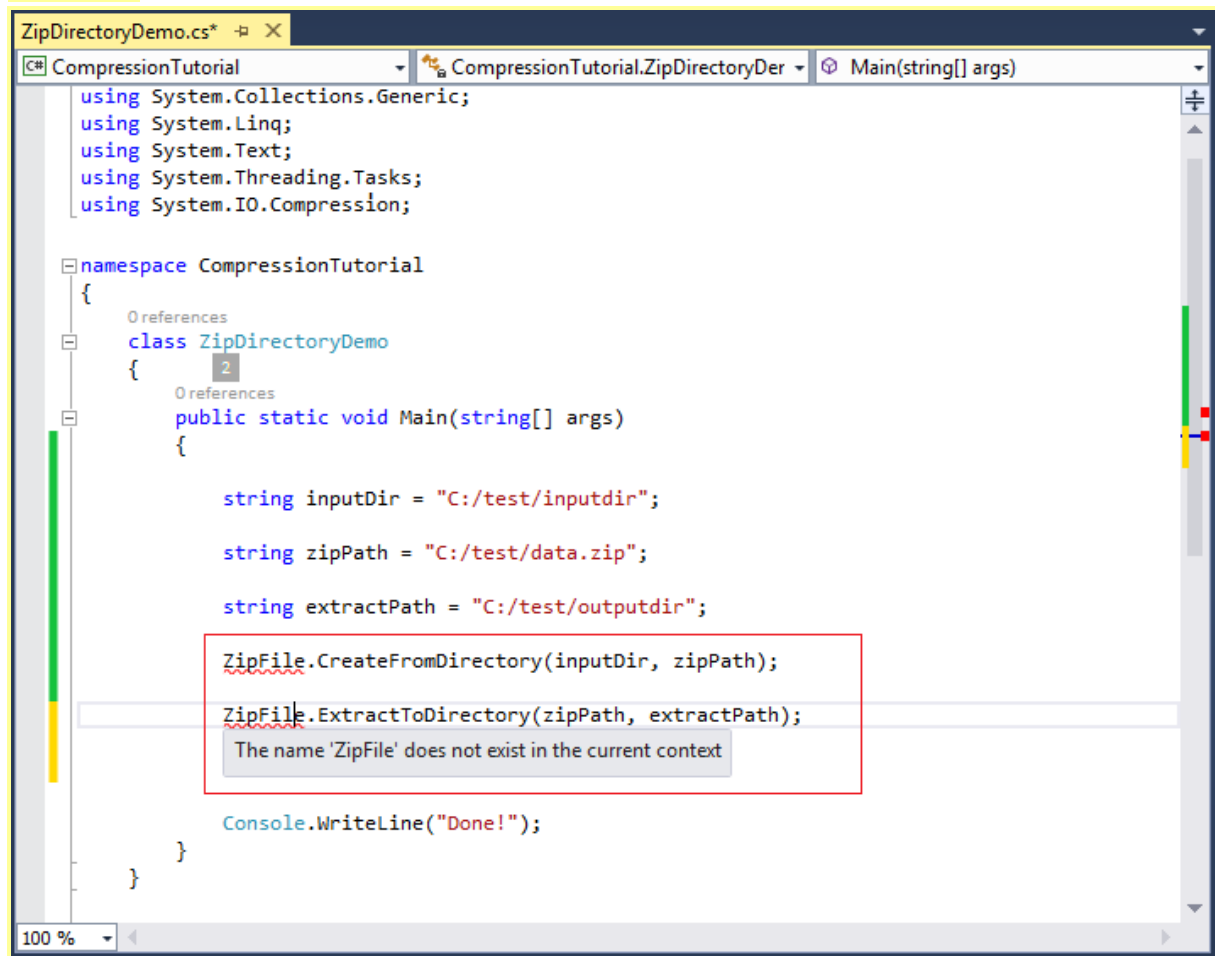 ZipDirectoryDemo.cs*
C# CompressionTutorial CompressionTutorial.ZipDirectoryDer Main(string[] args)
using System.Collections.Generic;
using System.Linq;
using System.Text;
using System.Threading.Tasks;
using System.IO.Compression;
namespace CompressionTutorial
{
0 references
class ZipDirectoryDemo
{ 2
0 references
public static void Main(string[] args)
{
string inputDir = "C:/test/inputdir";
string zipPath = "C:/test/data.zip";
string extractPath = "C:/test/outputdir";
ZipFile.CreateFromDirectory(inputDir, zipPath);
ZipFile.ExtractToDirectory(zipPath, extractPath);
The name 'ZipFile' does not exist in the current context
Console.WriteLine("Done!");
}
}
100 %